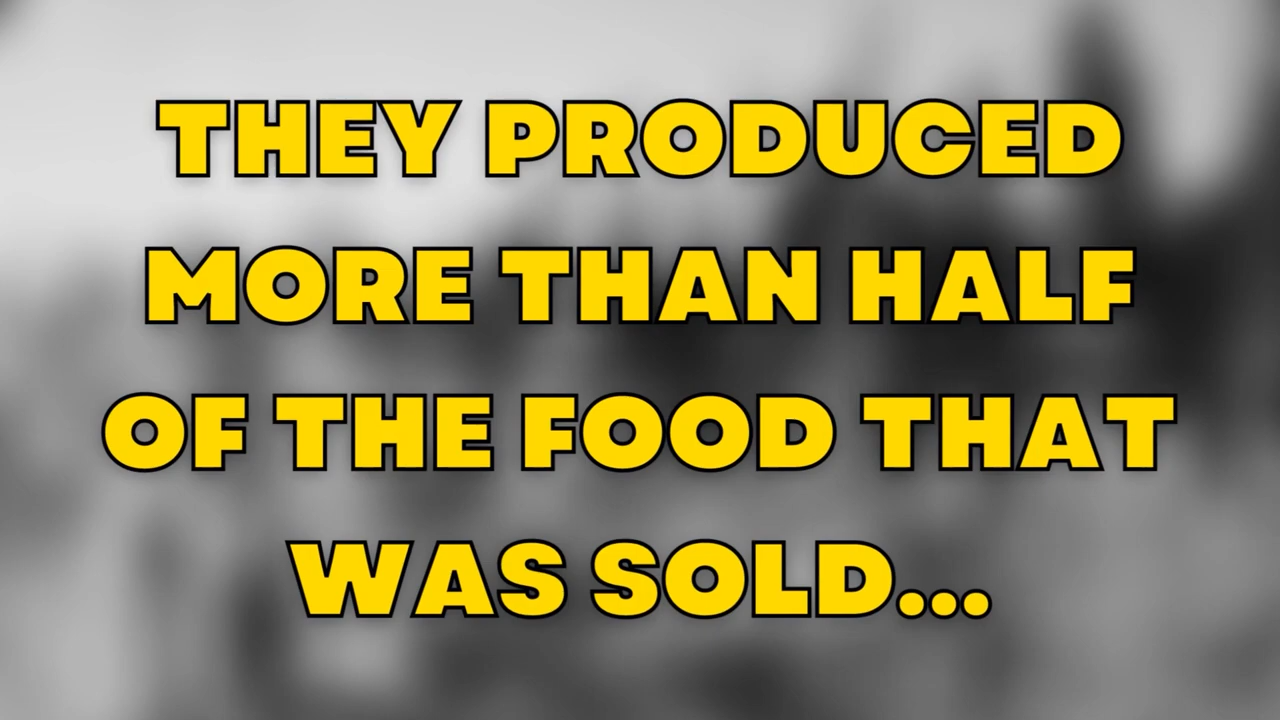 THEY PRODUCED
MORE THAN HALF
OF THE FOOD THAT
WAS SOLD...